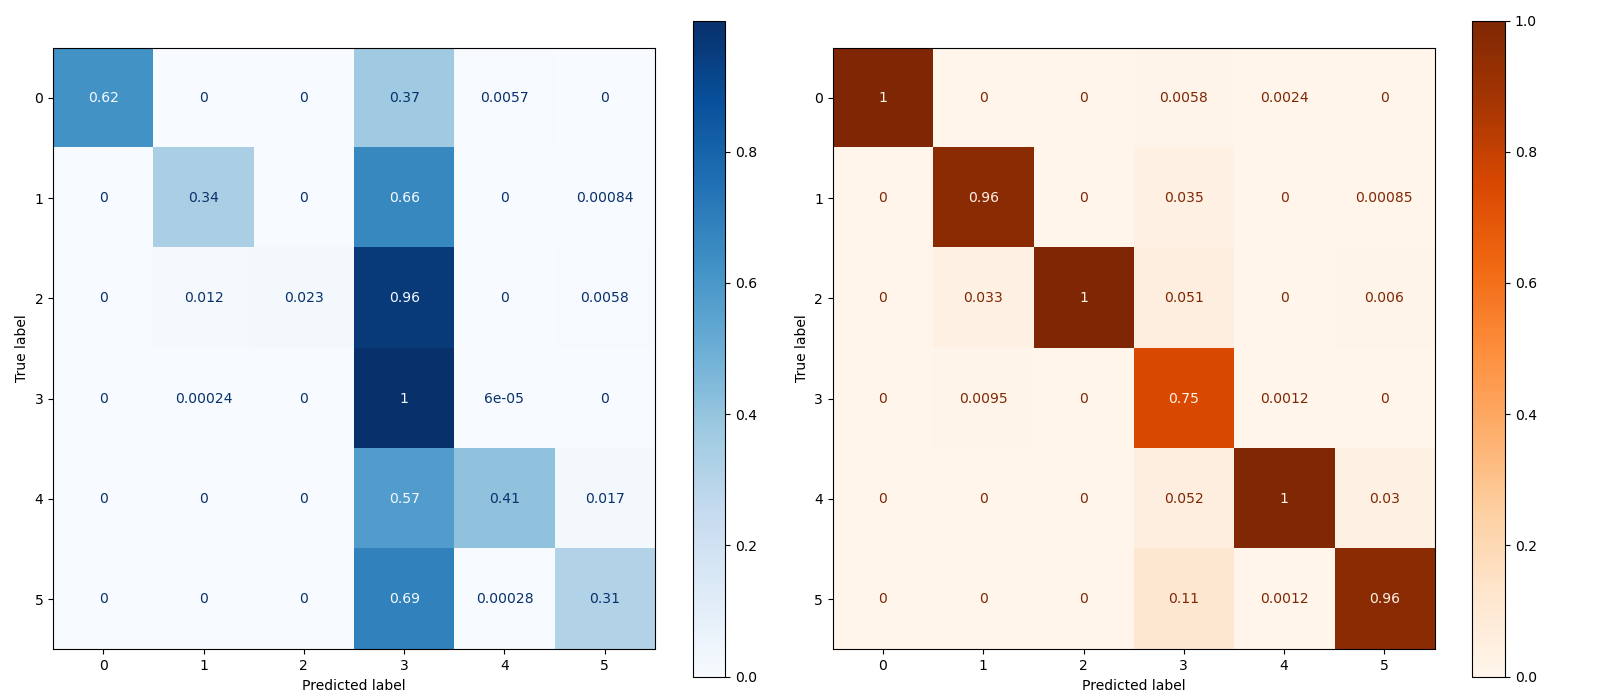 0 0.62 0 0 0.37 0.0057 0
1 0 0.34 0 0.66 0 0.00084
2 0 0.012 0.023 0.96 0 0.0058
3 0 0.00024 0 1 6e-05 0
4 0 0 0 0.57 0.41 0.017
5 0 0 0 0.69 0.00028 0.31
0 1 2 3 4 5
Predicted label
True label
0.8
0.6
0.4
0.2
0.0
0 1 0 0 0.0058 0.0024 0
1 0 0.96 0 0.035 0 0.00085
2 0 0.033 1 0.051 0 0.006
3 0 0.0095 0 0.75 0.0012 0
4 0 0 0 0.052 1 0.03
5 0 0 0 0.11 0.0012 0.96
0 1 2 3 4 5
Predicted label
True label
1.0
0.8
0.6
0.4
0.2
0.0